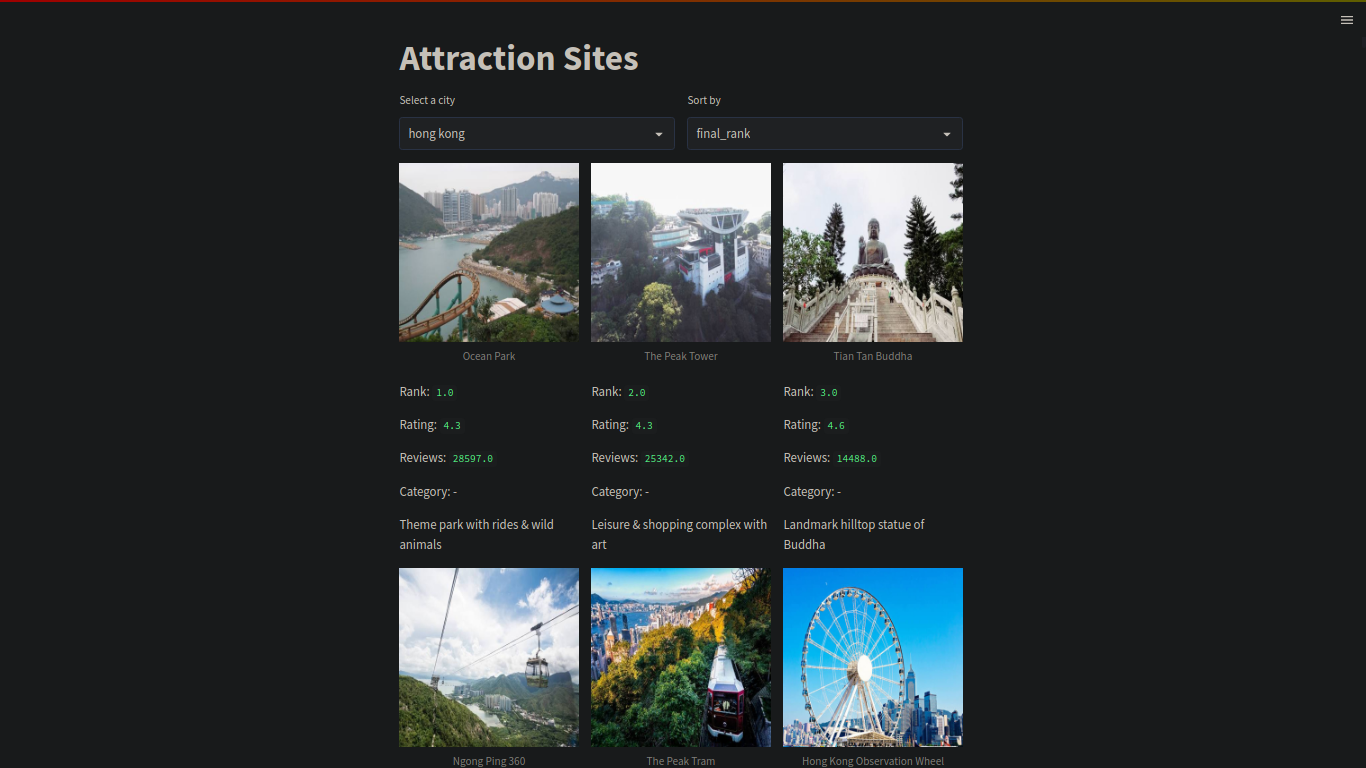 Attraction Sites
Select a city
Sort by
hong kong
final_rank
Ocean Park
The Peak Tower
Tian Tan Buddha
Rank: 1.0
Rank: 2.0
Rank: 3.0
Rating: 4.3
Rating: 4.3
Rating: 4.6
Reviews: 28597.0
Reviews: 25342.0
Reviews: 14488.0
Category: -
Category: -
Category: -
Theme park with rides & wild
animals
Leisure & shopping complex with
art
Landmark hilltop statue of
Buddha
Ngong Ping 360
The Peak Tram
Hong Kong Observation Wheel